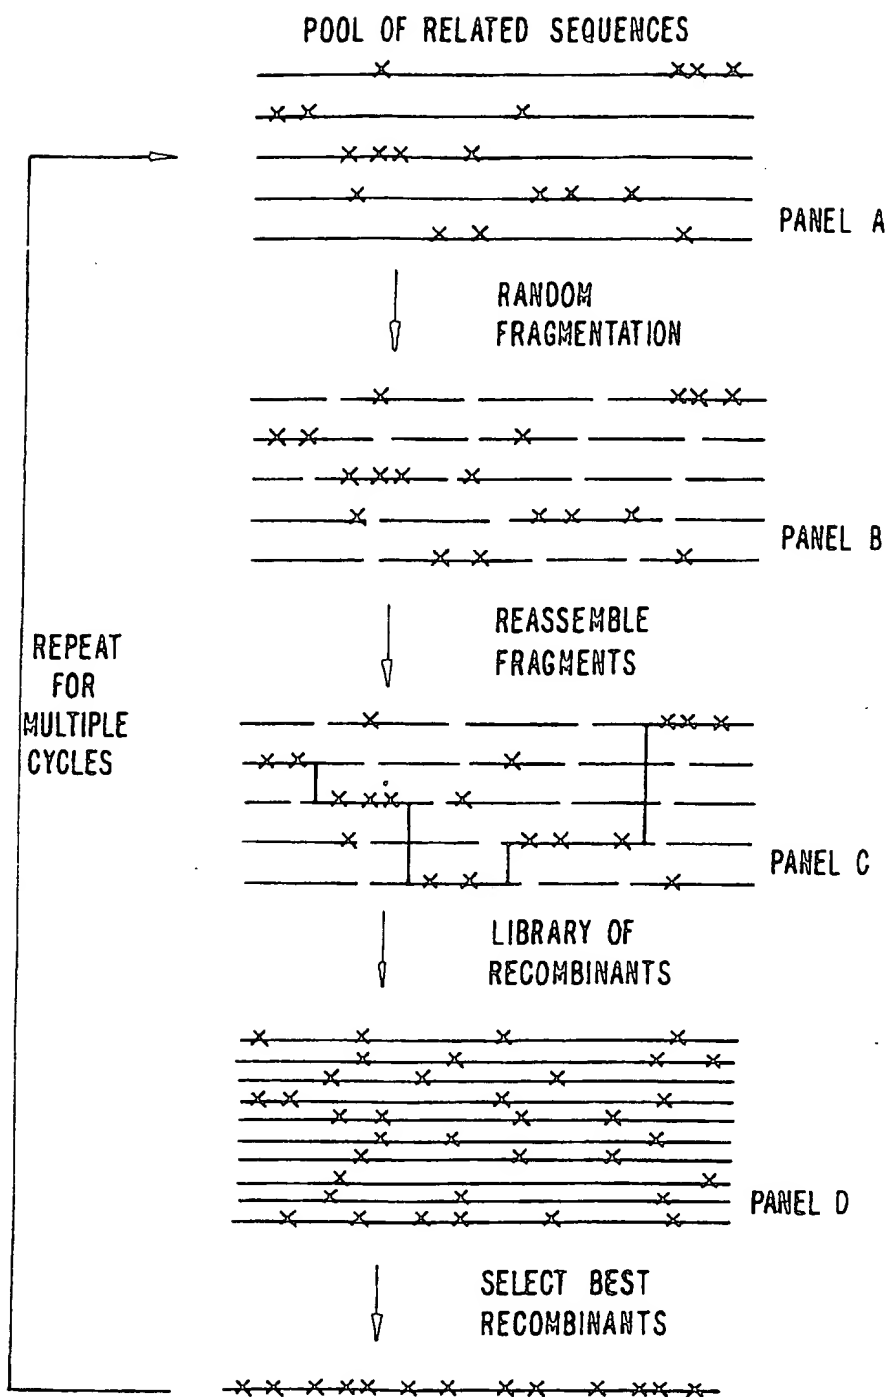 POOL OF RELATED SEQUENCES
PANEL A
RANDOM
FRAGMENTATION
PANEL B
REASSEMBLE
FRAGMENTS
REPEAT
FOR
MULTIPLE
CYCLES
PANEL C
LIBRARY OF
RECOMBINANTS
PANEL D
SELECT BEST
RECOMBINANTS